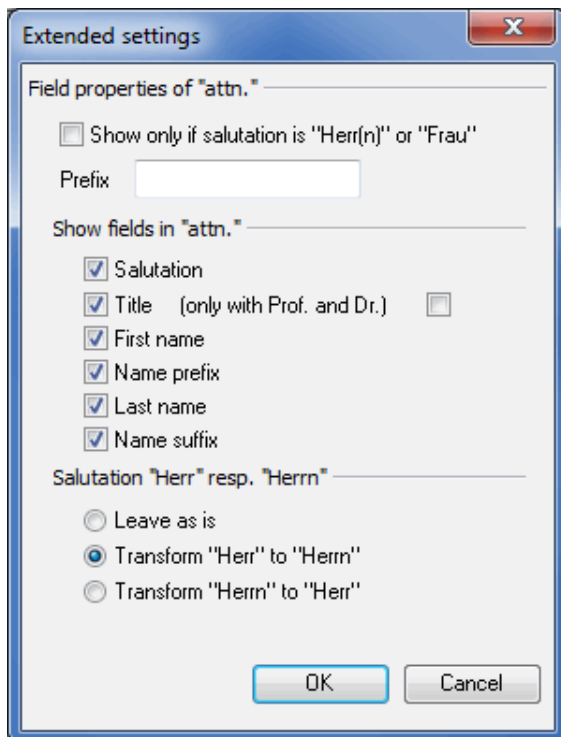 Extended settings
Field properties of "attn."
Show only if salutation is "Herr(n)" or "Frau"
Prefix
Show fields in "attn."
Salutation
Title (only with Prof. and Dr.)
First name
Name prefix
Last name
Name suffix
Salutation "Herr" resp. "Herrn"
Leave as is
Transform "Herr" to "Herrn"
Transform "Herrn" to "Herr"
OK Cancel